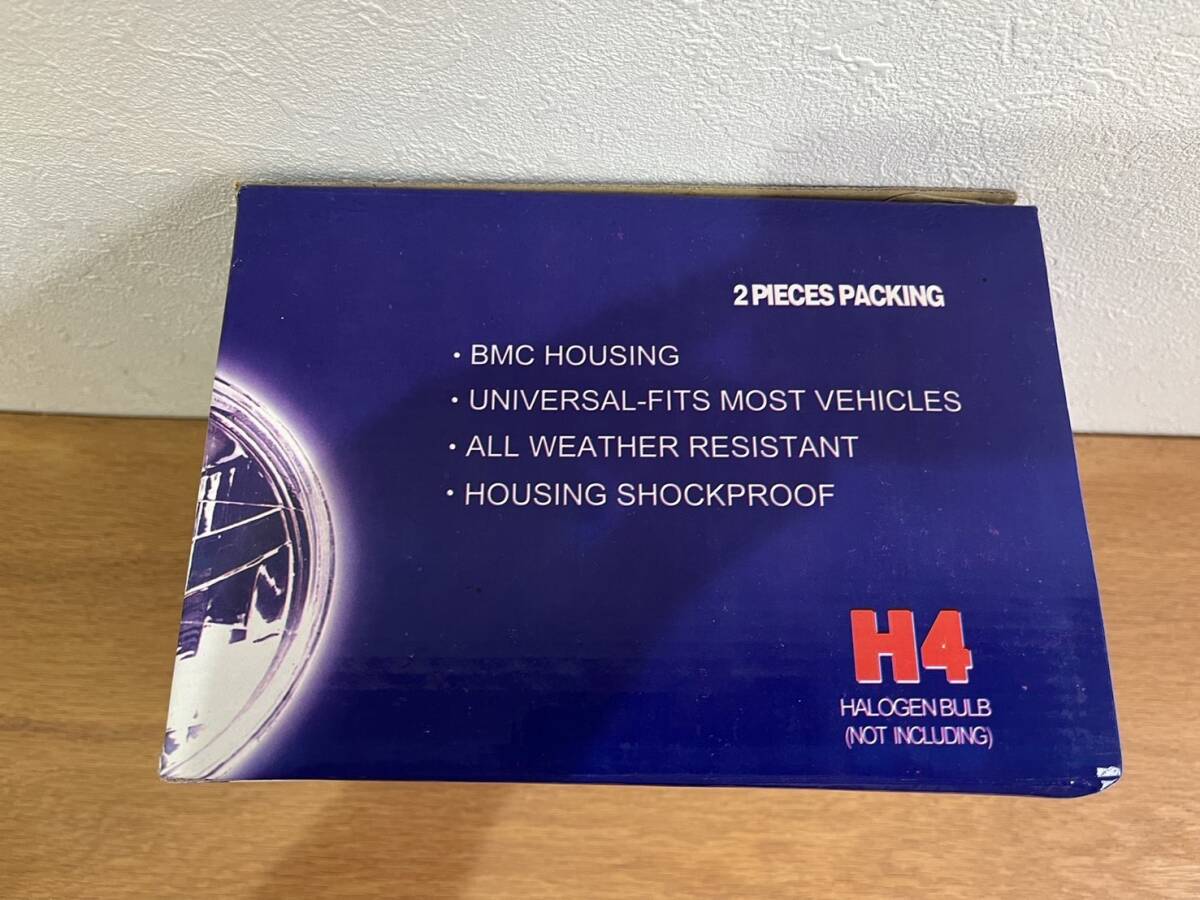 2 PIECES PACKING
• BMC HOUSING
• UNIVERSAL-FITS MOST VEHICLES
• ALL WEATHER RESISTANT
• HOUSING SHOCKPROOF
H4
HALOGEN BULB
(NOT INCLUDING)